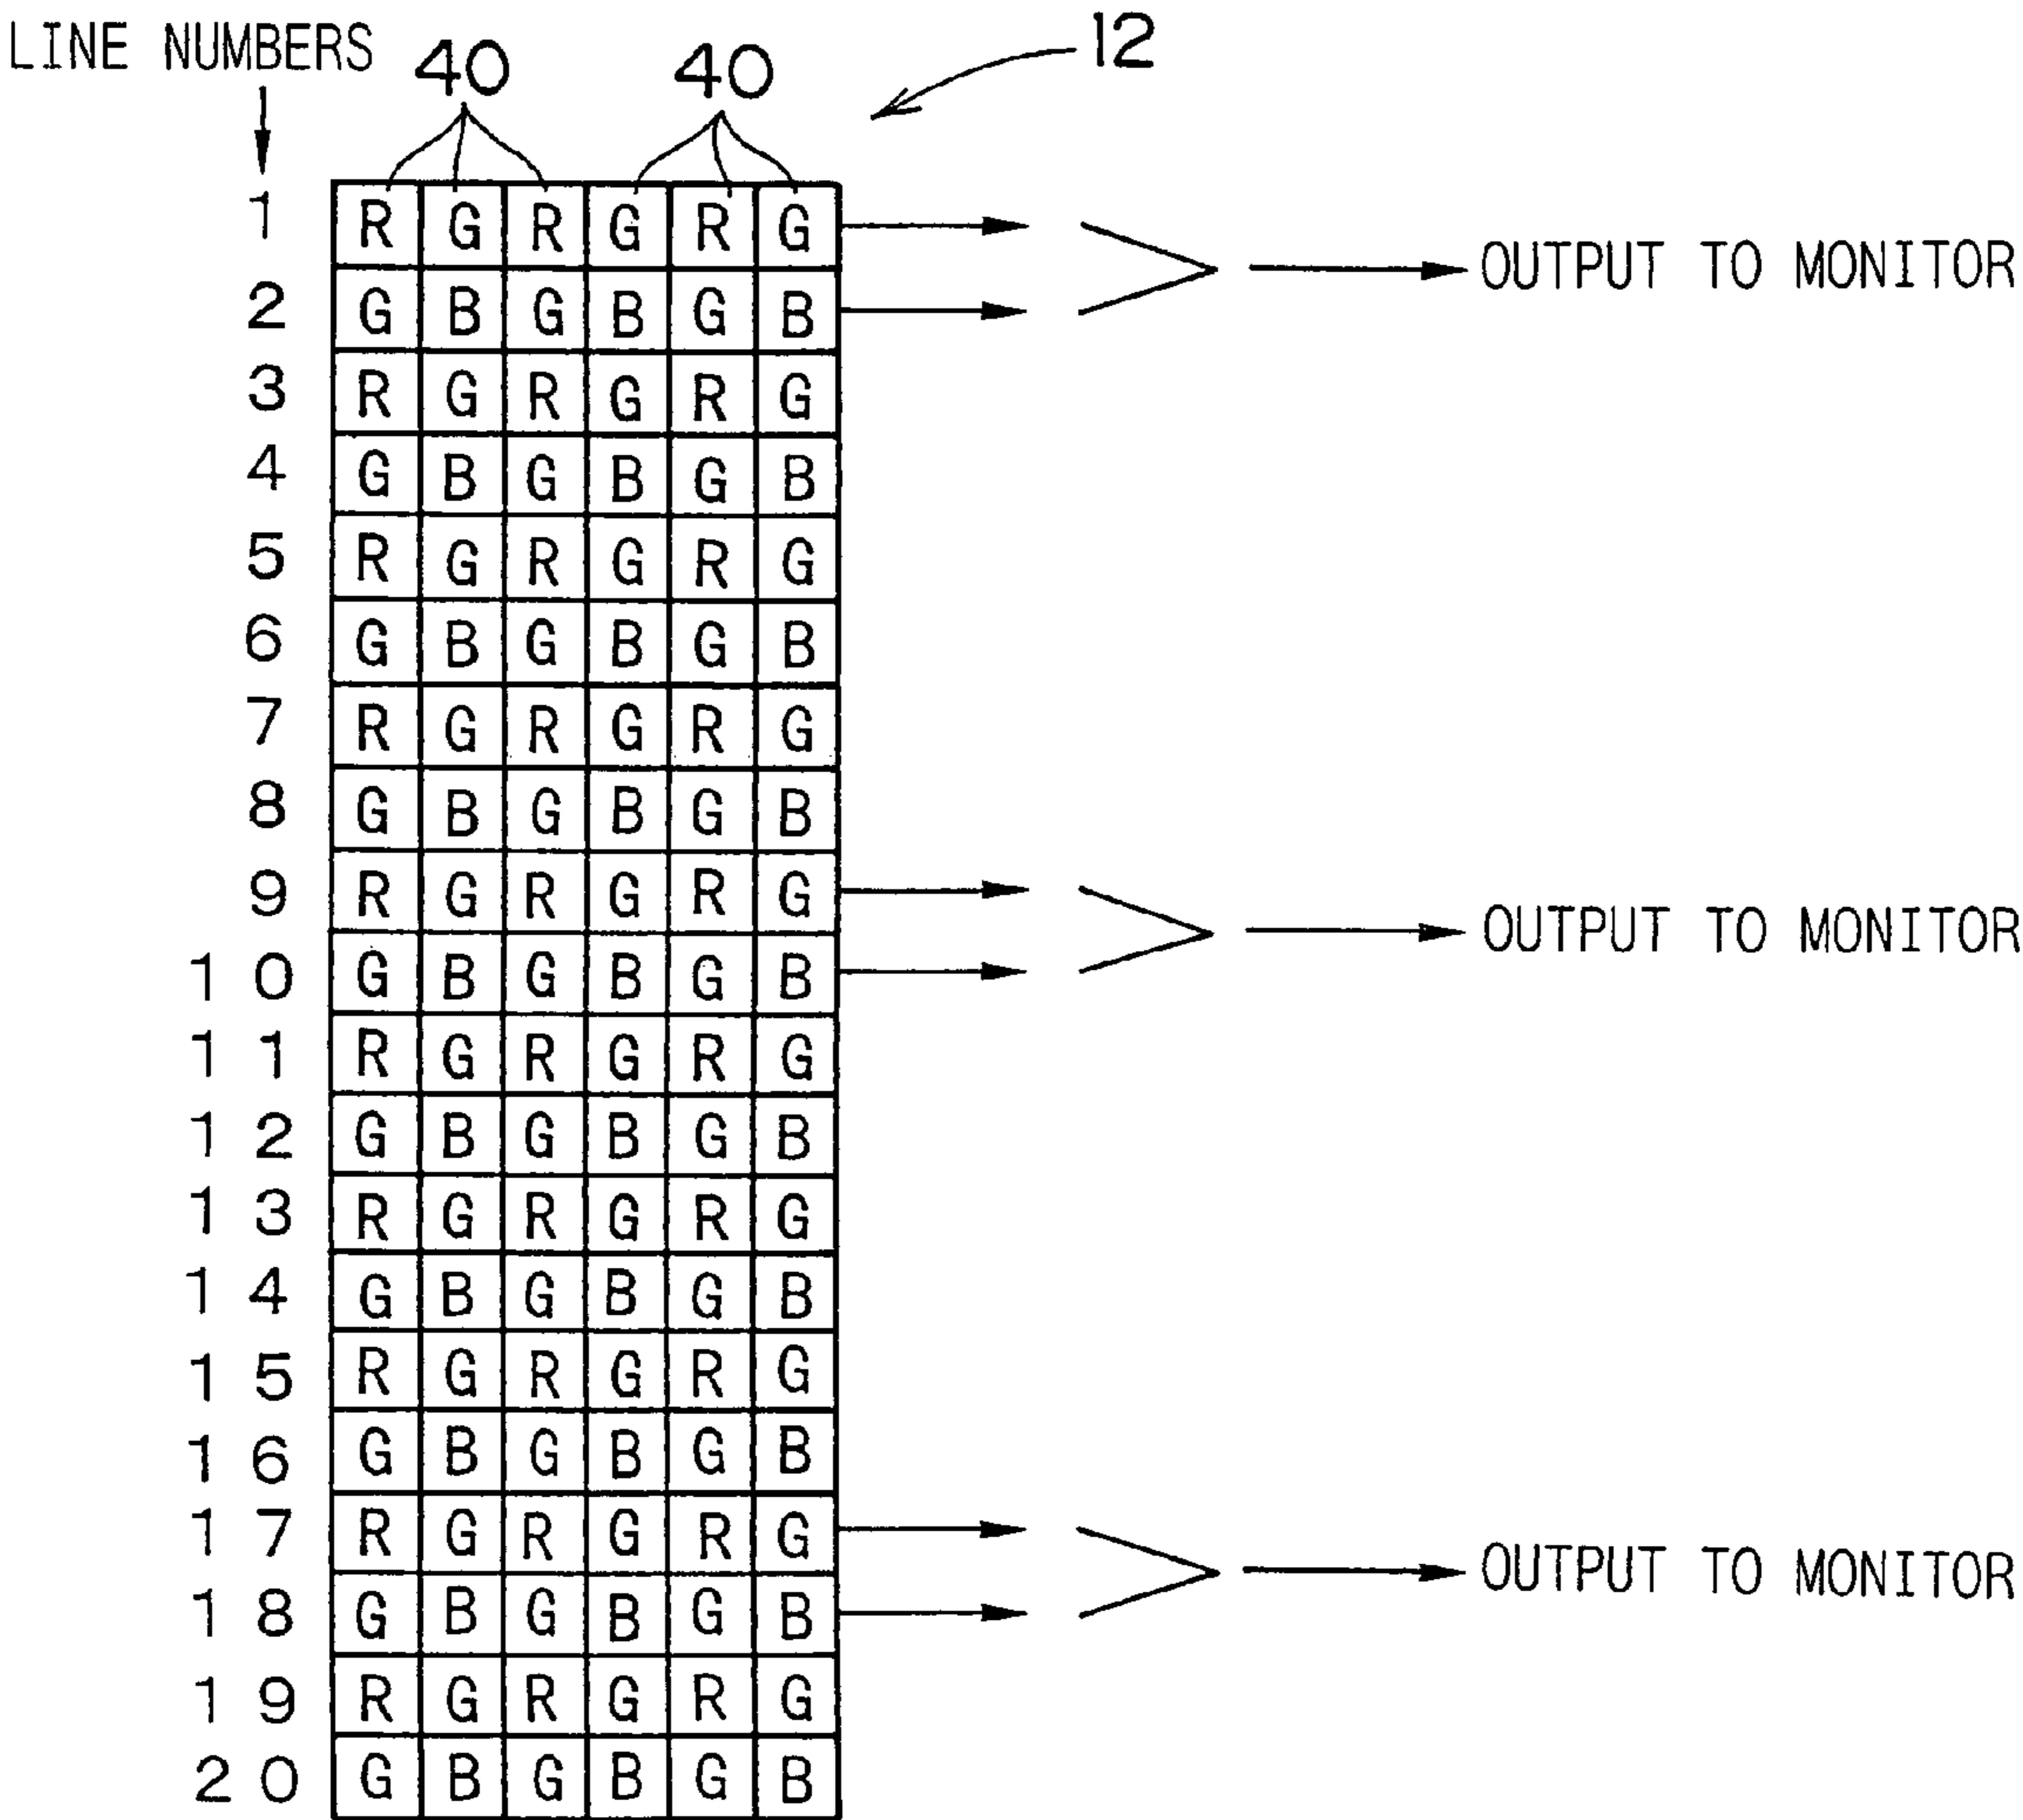 LINE NUMBERS 40 40 12
1 R G R G R G OUTPUT TO MONITOR
2 G B G B G B
3 R G R G R G
4 G B G B G B
5 R G R G R G
6 G B G B G B
7 R G R G R G
8 G B G B G B
9 R G R G R G OUTPUT TO MONITOR
10 G B G B G B
11 R G R G R G
12 G B G B G B
13 R G R G R G
14 G B G B G B
15 R G R G R G
16 G B G B G B
17 R G R G R G OUTPUT TO MONITOR
18 G B G B G B
19 R G R G R G
20 G B G B G B